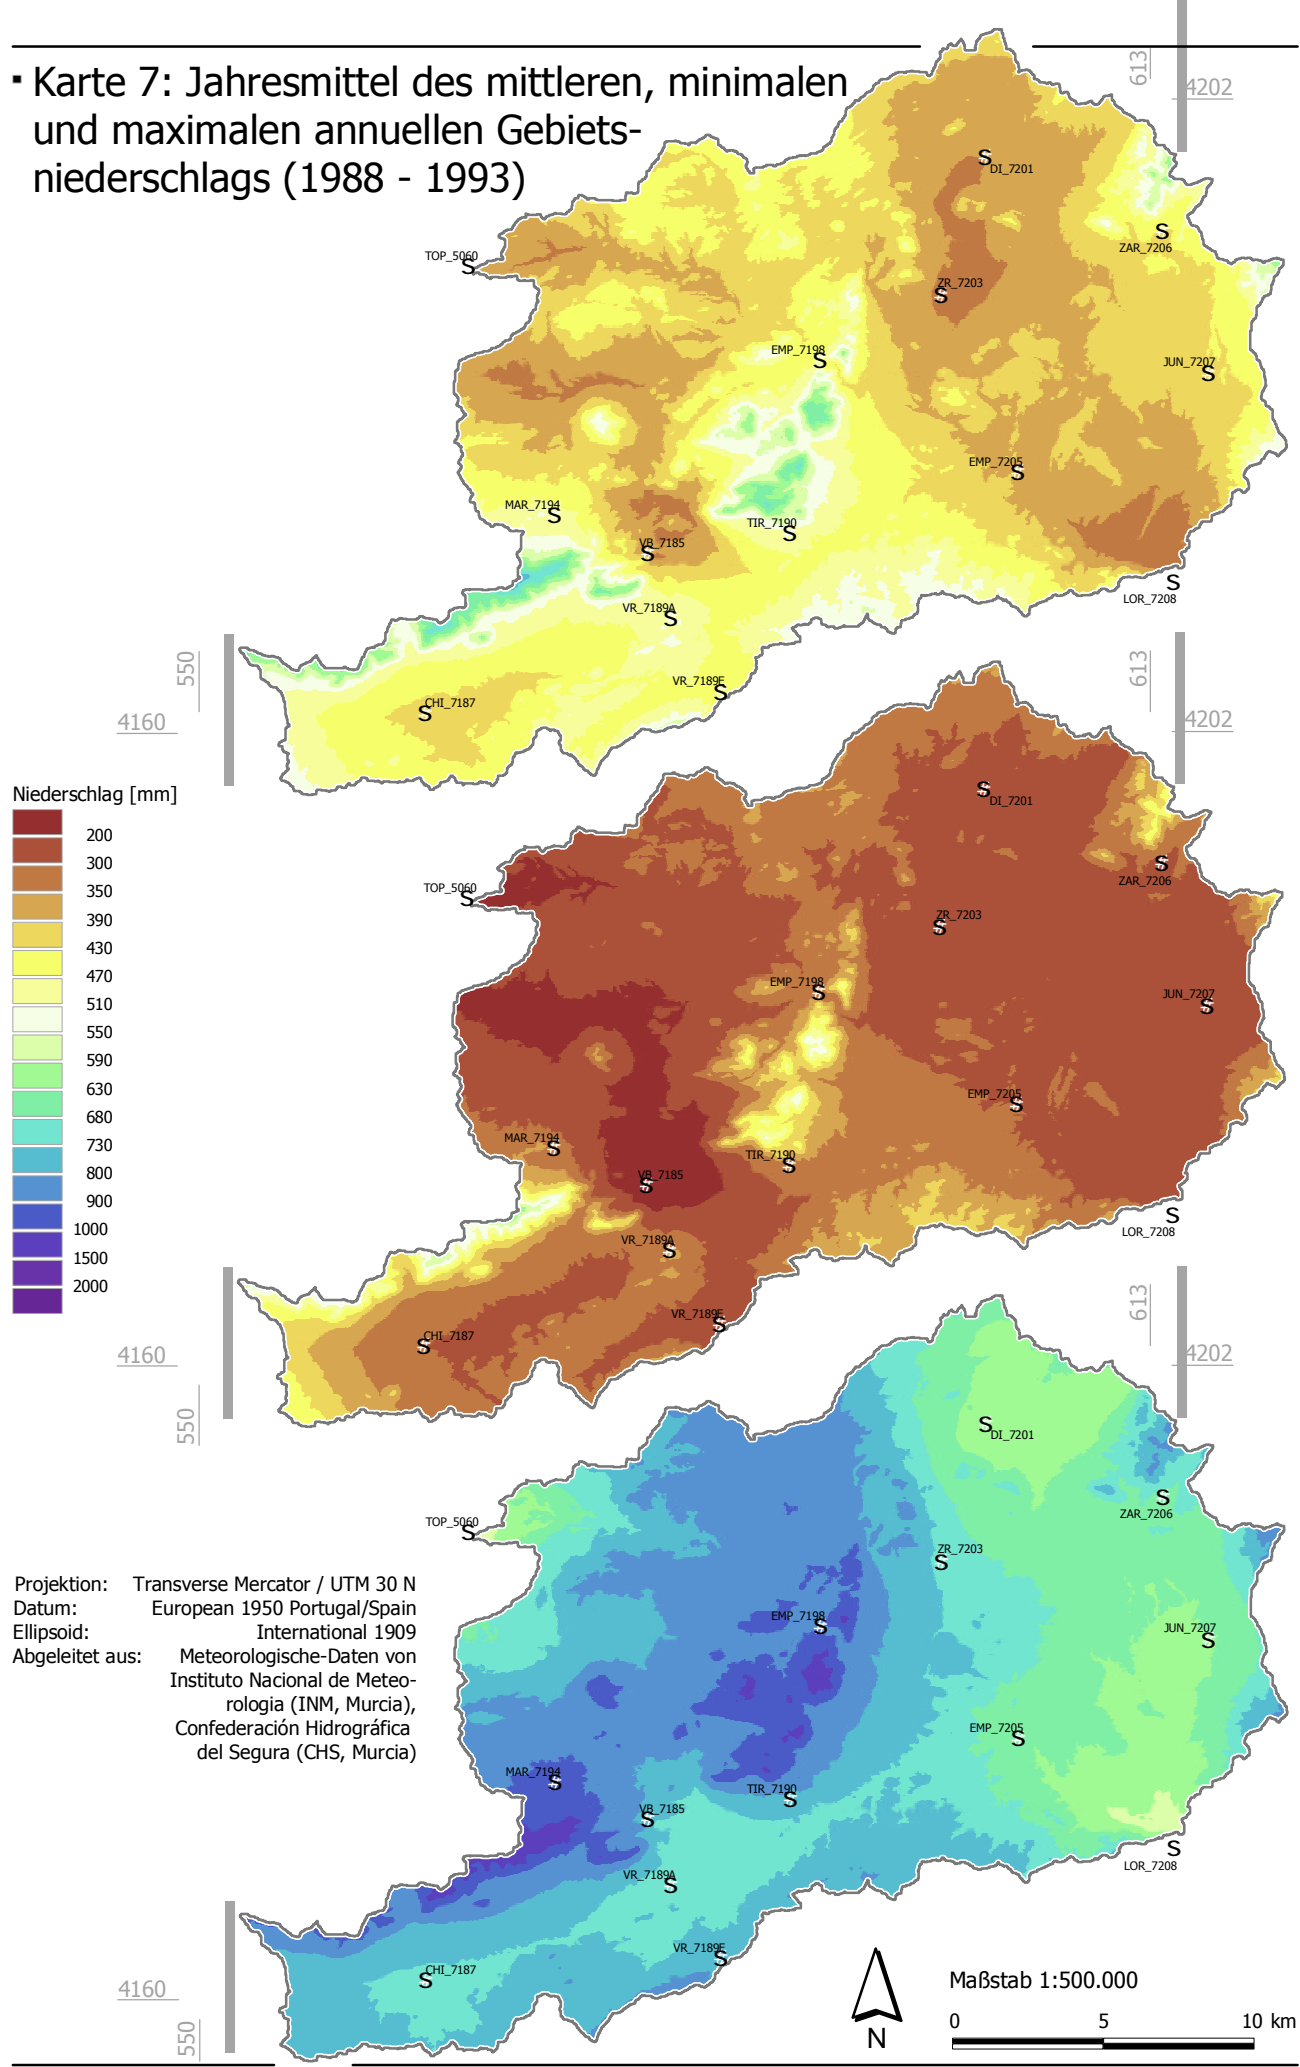 ▪ Karte 7: Jahresmittel des mittleren, minimalen
und maximalen annuellen Gebiets-
niederschlags (1988 - 1993)
613
4202
DI_7201
S
ZAR_7206
S
TOP_5060
S
ZR_7203
S
EMP_7198
S
JUN_7207
S
EMP_7205
S
MAR_7194
S
TIR_7190
S
VB_7185
S
LOR_7208
S
VR_7189A
S
VR_7189E
S
CHI_7187
S
550
4160
613
4202
DI_7201
S
ZAR_7206
S
TOP_5060
S
ZR_7203
S
EMP_7198
S
JUN_7207
S
EMP_7205
S
MAR_7194
S
TIR_7190
S
VB_7185
S
LOR_7208
S
VR_7189A
S
VR_7189E
S
CHI_7187
S
4160
550
Niederschlag [mm]
200
300
350
390
430
470
510
550
590
630
680
730
800
900
1000
1500
2000
613
4202
DI_7201
S
ZAR_7206
S
TOP_5060
S
ZR_7203
S
EMP_7198
S
JUN_7207
S
EMP_7205
S
MAR_7194
S
TIR_7190
S
VB_7185
S
LOR_7208
S
VR_7189A
S
VR_7189E
S
CHI_7187
S
4160
550
Projektion: Transverse Mercator / UTM 30 N
Datum: European 1950 Portugal/Spain
Ellipsoid: International 1909
Abgeleitet aus: Meteorologische-Daten von
Instituto Nacional de Meteo-
rologia (INM, Murcia),
Confederación Hidrográfica
del Segura (CHS, Murcia)
N
Maßstab 1:500.000
0 5 10 km